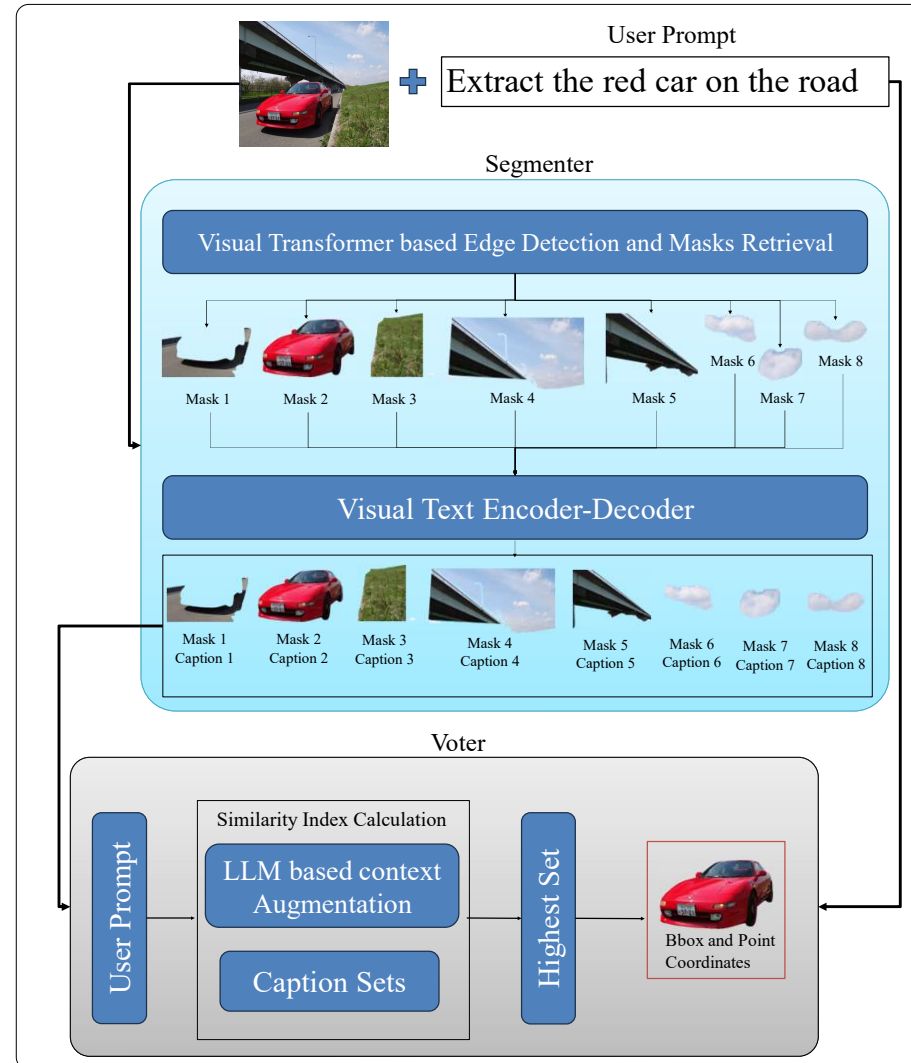 User Prompt
Extract the red car on the road
Segmenter
Visual Transformer based Edge Detection and Masks Retrieval
Mask 1
Mask 2
Mask 3
Mask 4
Mask 5
Mask 6
Mask 7
Mask 8
Visual Text Encoder-Decoder
Mask 1
Caption 1
Mask 2
Caption 2
Mask 3
Caption 3
Mask 4
Caption 4
Mask 5
Caption 5
Mask 6
Caption 6
Mask 7
Caption 7
Mask 8
Caption 8
Voter
User Prompt
Similarity Index Calculation
LLM based context
Augmentation
Caption Sets
Highest Set
Bbox and Point
Coordinates